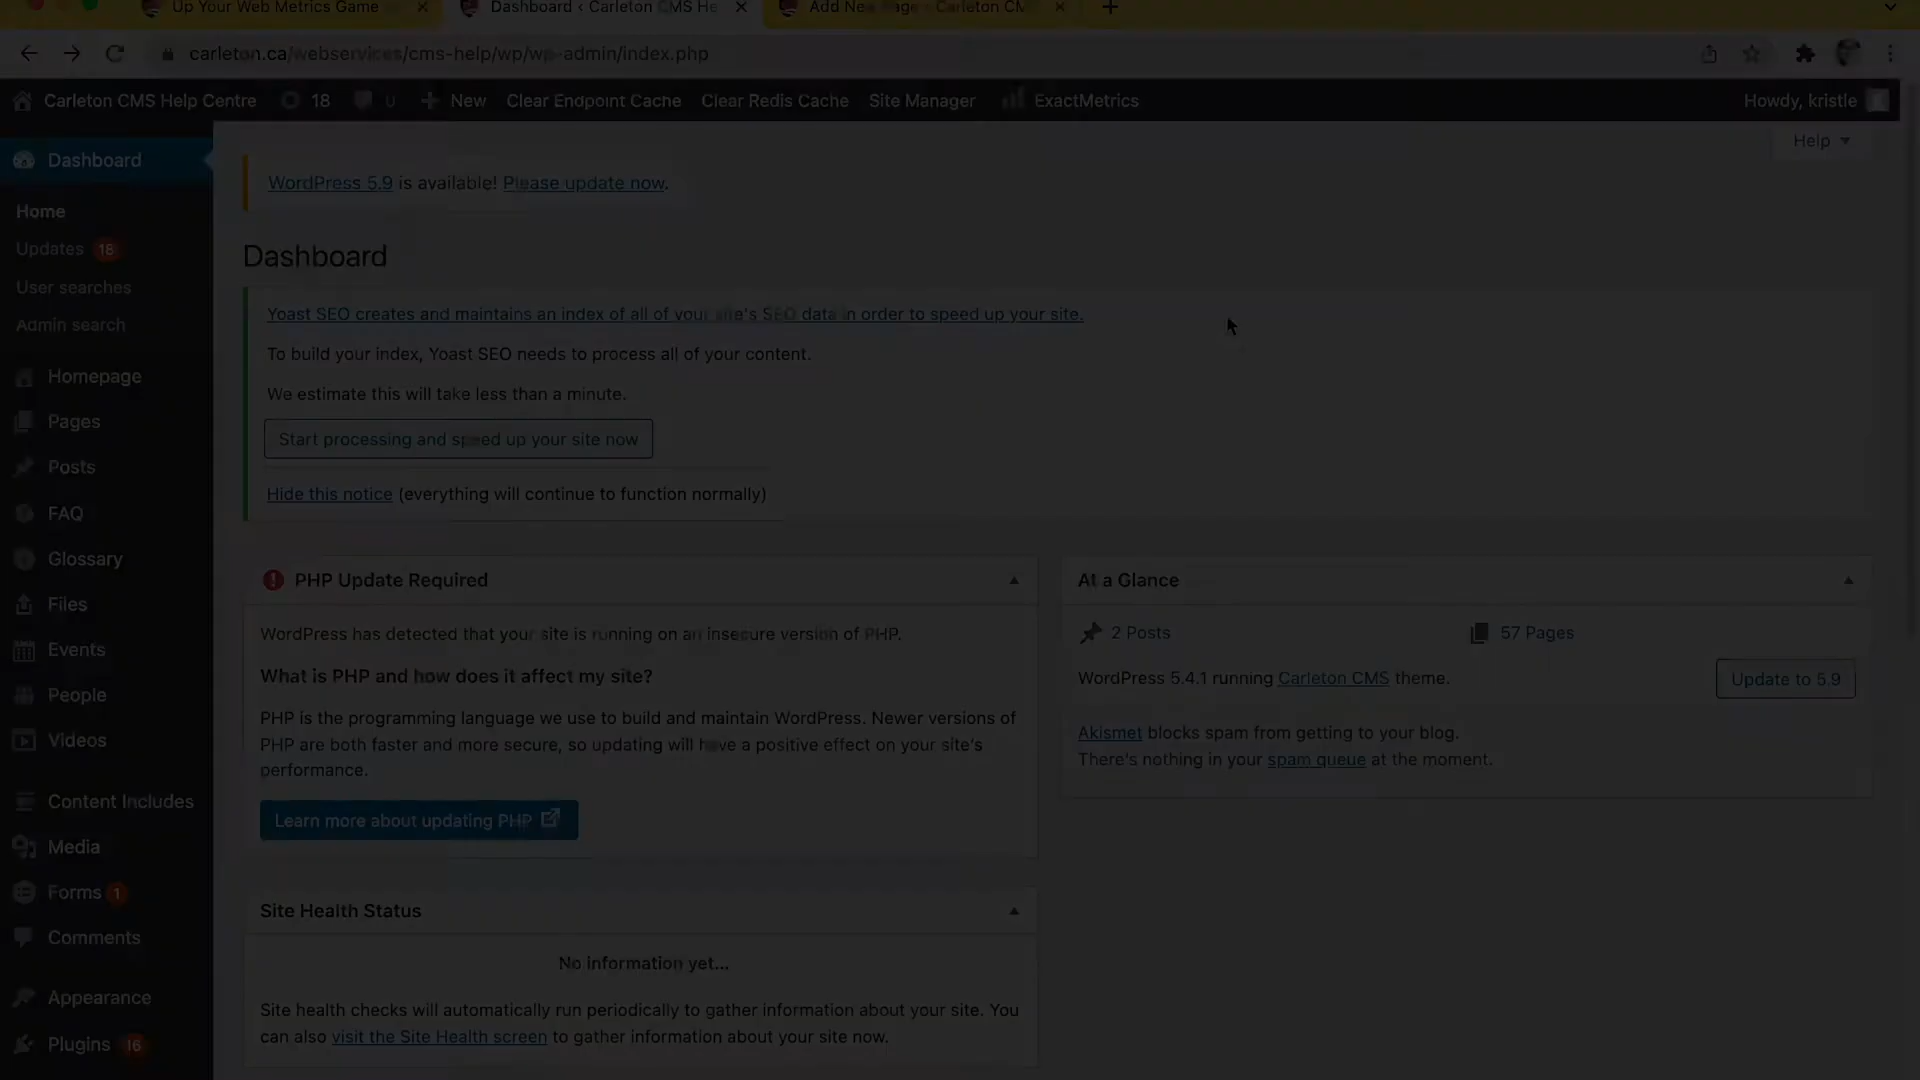 Up Your Web Metrics Game
Dashboard ‹ Carleton CMS He
Add New Page ‹ Carleton CM
carleton.ca/webservices/cms-help/wp/wp-admin/index.php
Carleton CMS Help Centre 18 0 New Clear Endpoint Cache Clear Redis Cache Site Manager ExactMetrics Howdy, kristle
Help
Dashboard
Home
Updates 18
User searches
Admin search
Homepage
Pages
Posts
FAQ
Glossary
Files
Events
People
Videos
Content Includes
Media
Forms 1
Comments
Appearance
Plugins 16
WordPress 5.9 is available! Please update now.
Dashboard
Yoast SEO creates and maintains an index of all of your site's SEO data in order to speed up your site.
To build your index, Yoast SEO needs to process all of your content.
We estimate this will take less than a minute.
Start processing and speed up your site now
Hide this notice (everything will continue to function normally)
PHP Update Required
WordPress has detected that your site is running on an insecure version of PHP.
What is PHP and how does it affect my site?
PHP is the programming language we use to build and maintain WordPress. Newer versions of
PHP are both faster and more secure, so updating will have a positive effect on your site's
performance.
Learn more about updating PHP
Site Health Status
No information yet...
Site health checks will automatically run periodically to gather information about your site. You
can also visit the Site Health screen to gather information about your site now.
At a Glance
2 Posts
57 Pages
WordPress 5.4.1 running Carleton CMS theme.
Update to 5.9
Akismet blocks spam from getting to your blog.
There's nothing in your spam queue at the moment.